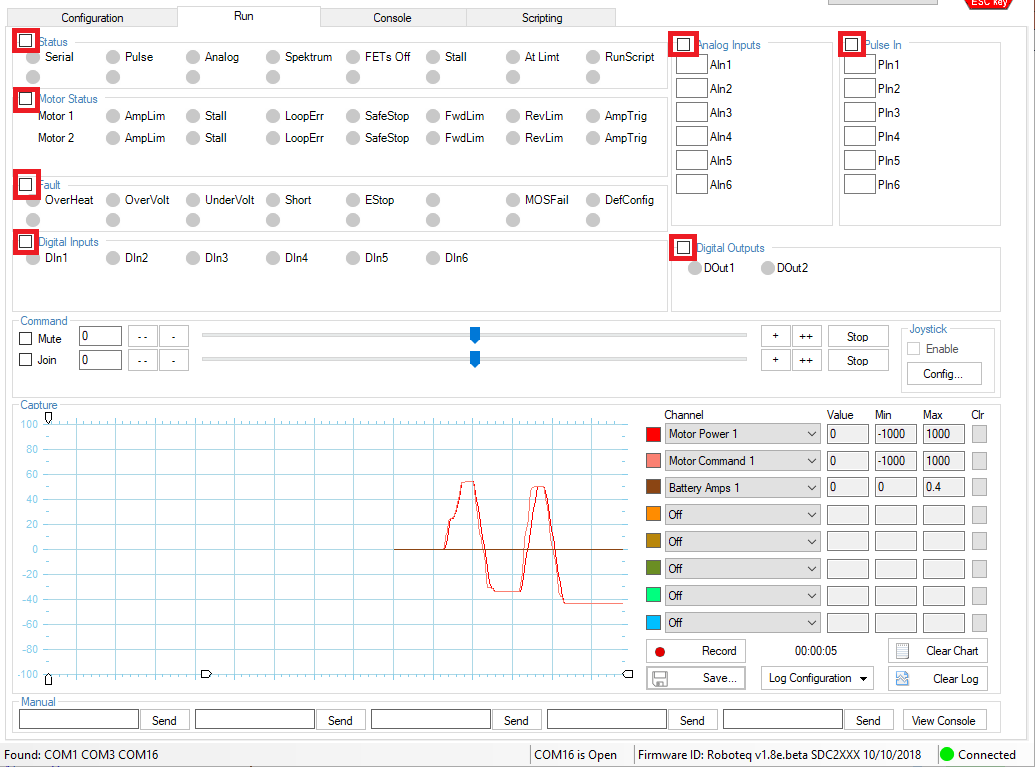 ESC key
Configuration Run Console Scripting
Status
Serial Pulse Analog Spektrum FETs Off Stall At Limt RunScript
Motor Status
Motor 1 AmpLim Stall LoopErr SafeStop FwdLim RevLim AmpTrig
Motor 2 AmpLim Stall LoopErr SafeStop FwdLim RevLim AmpTrig
Fault
OverHeat OverVolt UnderVolt Short EStop MOSFail DefConfig
Digital Inputs
DIn1 DIn2 DIn3 DIn4 DIn5 DIn6
Analog Inputs
AIn1
AIn2
AIn3
AIn4
AIn5
AIn6
Pulse In
PIn1
PIn2
PIn3
PIn4
PIn5
PIn6
Digital Outputs
DOut1 DOut2
Command
Mute 0 -- - + ++ Stop
Join 0 -- - + ++ Stop
Joystick
Enable
Config...
Capture
100
80
60
40
20
0
-20
-40
-60
-80
-100
Channel Value Min Max Clr
Motor Power 1 0 -1000 1000
Motor Command 1 0 -1000 1000
Battery Amps 1 0 0 0.4
Off
Off
Off
Off
Off
Record 00:00:05 Clear Chart
Save... Log Configuration Clear Log
Manual
Send Send Send Send Send View Console
Found: COM1 COM3 COM16 COM16 is Open Firmware ID: Roboteq v1.8e.beta SDC2XXX 10/10/2018 Connected